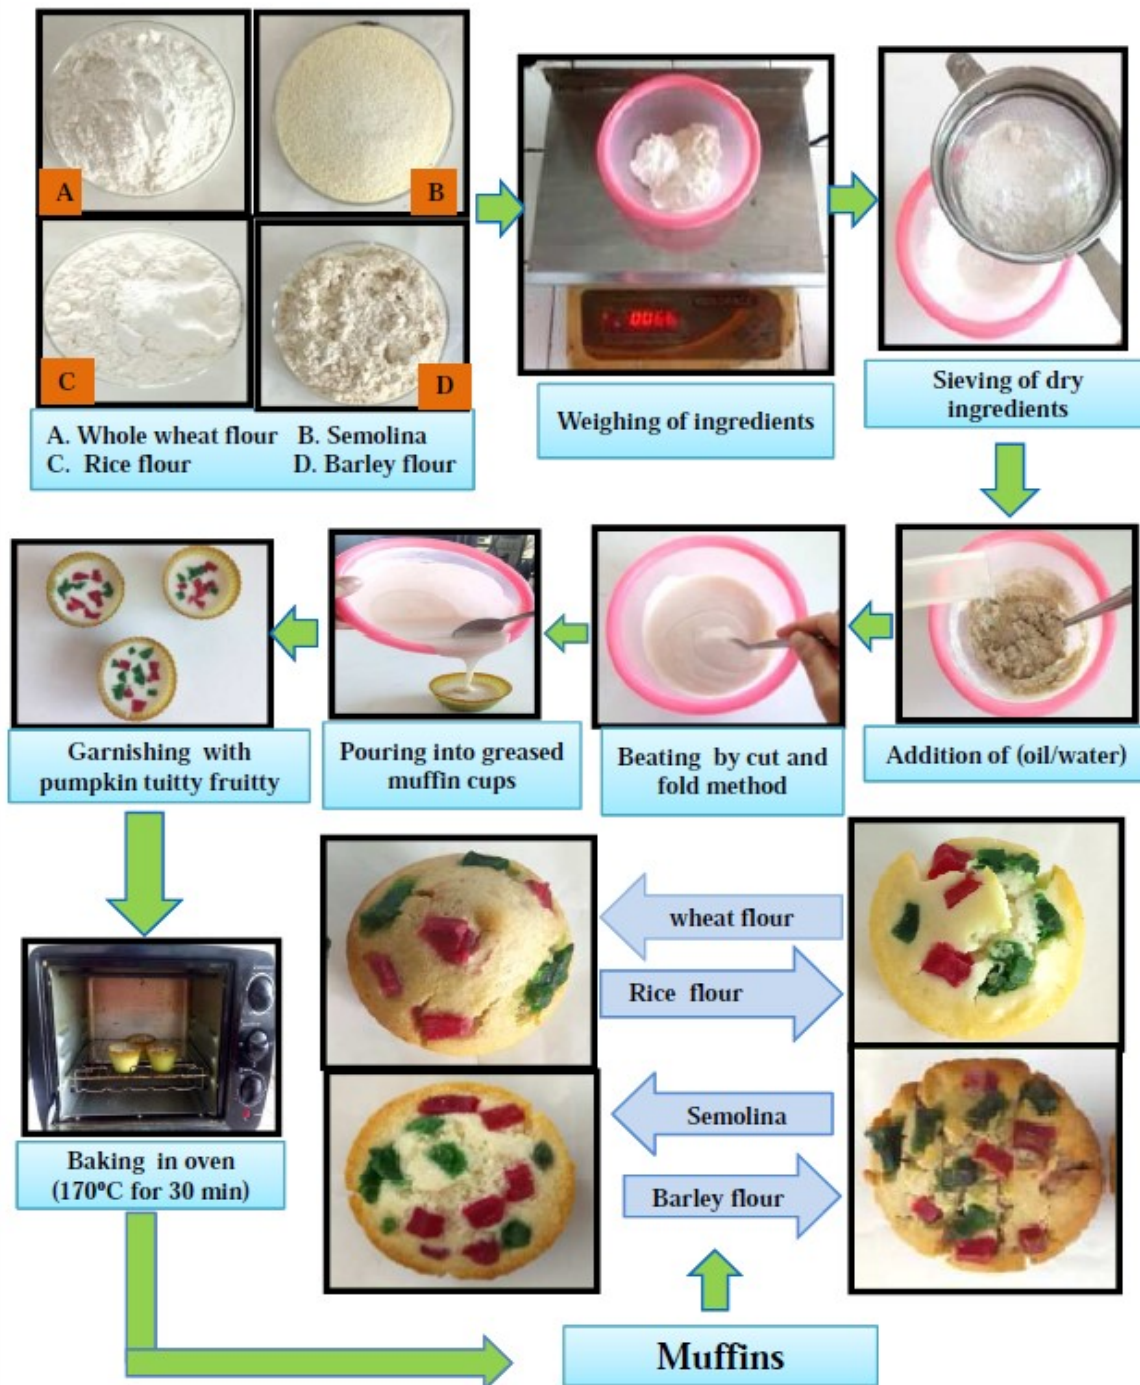 A
B
C
D
A. Whole wheat flour B. Semolina
C. Rice flour D. Barley flour
Weighing of ingredients
Sieving of dry
ingredients
Addition of (oil/water)
Beating by cut and
fold method
Pouring into greased
muffin cups
Garnishing with
pumpkin tuitty fruitty
Baking in oven
(170ºC for 30 min)
wheat flour
Rice flour
Semolina
Barley flour
Muffins